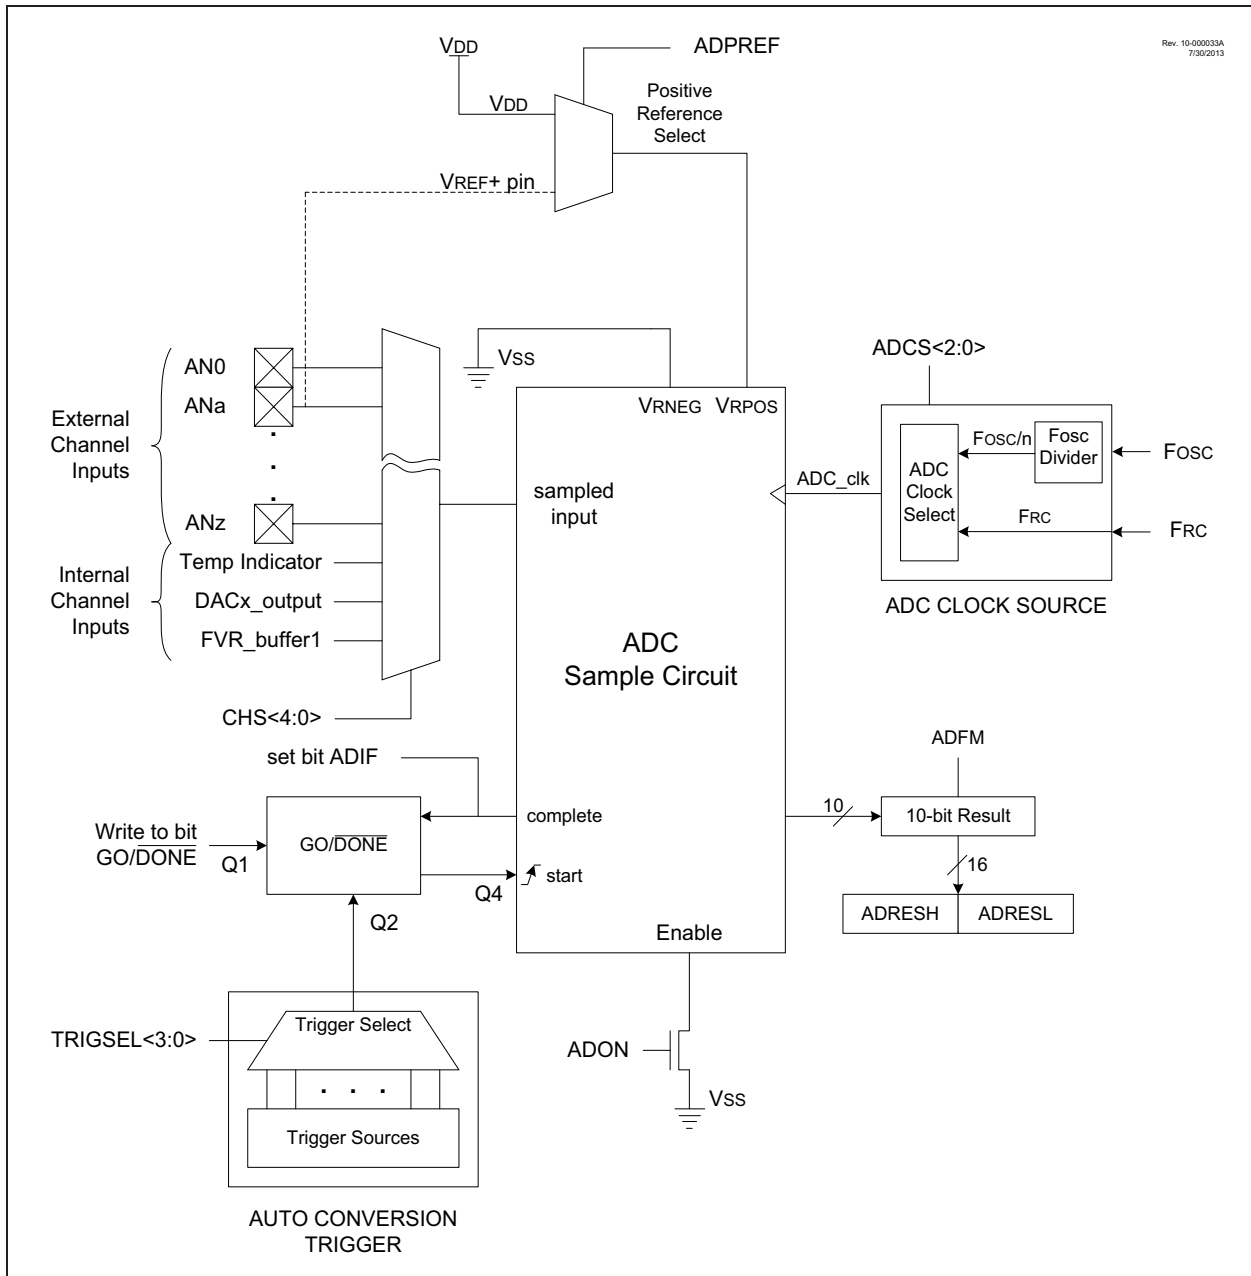 Rev. 10-000033A
7/30/2013
VDD
ADPREF
VDD
Positive
Reference
Select
VREF+ pin
AN0
ANa
.
.
.
ANz
External
Channel
Inputs
Internal
Channel
Inputs
Temp Indicator
DACx_output
FVR_buffer1
CHS<4:0>
VSS
VRNEG VRPOS
sampled
input
ADC_clk
ADCS<2:0>
ADC
Clock
Select
FOSC/n
Fosc
Divider
FOSC
FRC
FRC
ADC CLOCK SOURCE
ADC
Sample Circuit
set bit ADIF
complete
Write to bit
GO/DONE
Q1
GO/DONE
Q4
start
Q2
Enable
ADFM
10
10-bit Result
16
ADRESH ADRESL
TRIGSEL<3:0>
Trigger Select
. . .
Trigger Sources
AUTO CONVERSION
TRIGGER
ADON
VSS